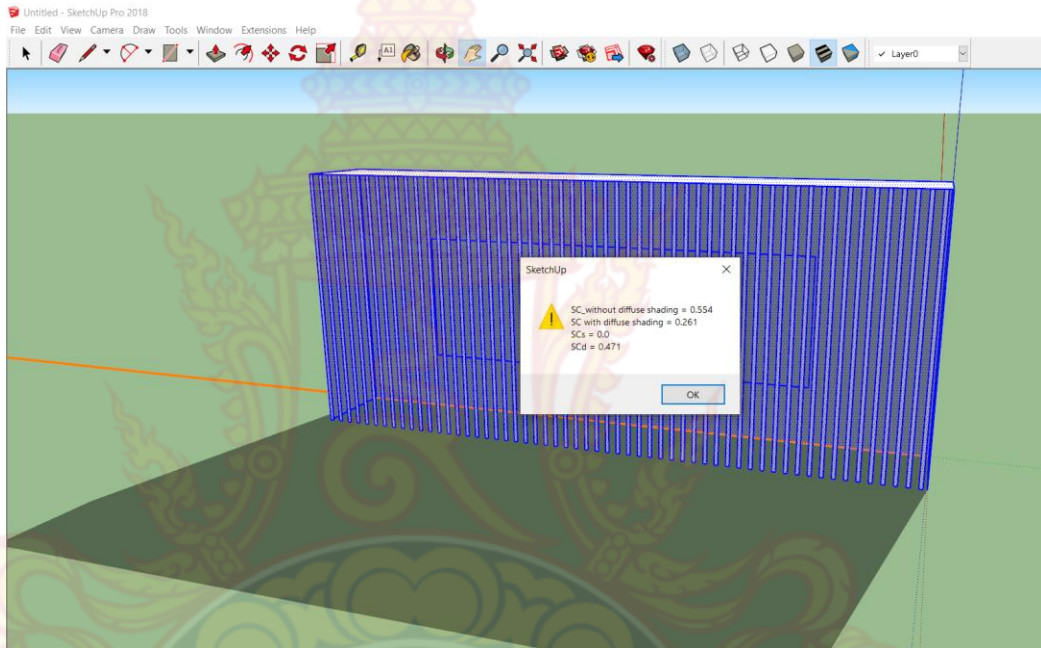 Untitled - SketchUp Pro 2018
File Edit View Camera Draw Tools Window Extensions Help
A1
Layer0
SketchUp
SC_without diffuse shading = 0.554
SC with diffuse shading = 0.261
SCs = 0.0
SCd = 0.471
OK